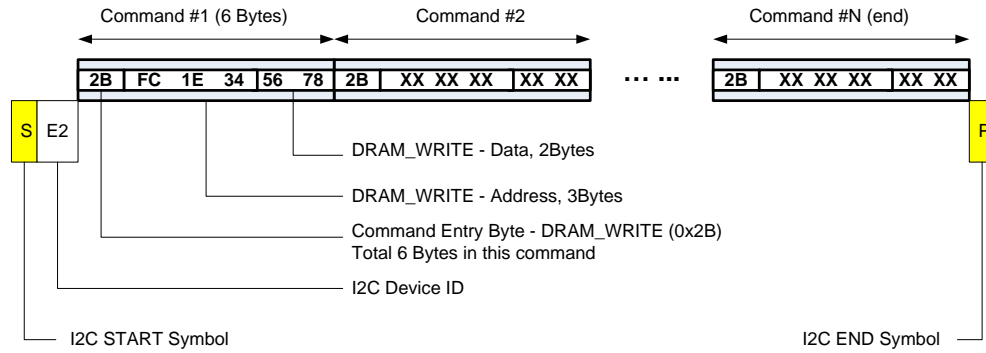 Command #1 (6 Bytes) Command #2 Command #N (end)
2B FC 1E 34 56 78 2B XX XX XX XX XX ... ... 2B XX XX XX XX XX
S E2 P
DRAM_WRITE - Data, 2Bytes
DRAM_WRITE - Address, 3Bytes
Command Entry Byte - DRAM_WRITE (0x2B)
Total 6 Bytes in this command
I2C Device ID
I2C START Symbol I2C END Symbol